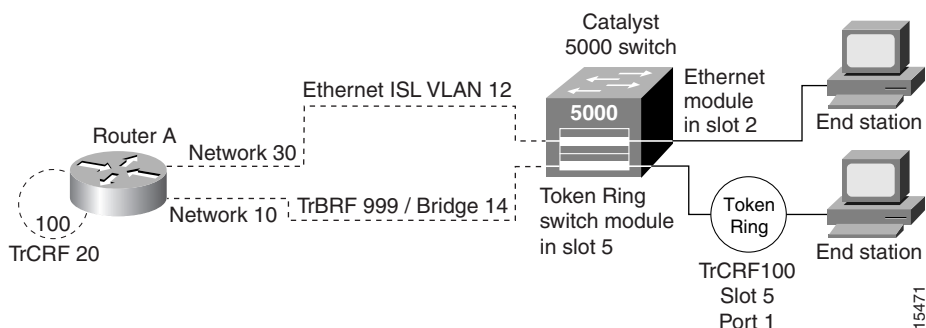 Catalyst
5000 switch
Ethernet ISL VLAN 12
Ethernet
module
in slot 2
5000
End station
Router A
Network 30
Network 10
TrBRF 999 / Bridge 14
100
TrCRF 20
Token Ring
switch module
in slot 5
Token
Ring
End station
TrCRF100
Slot 5
Port 1
15471